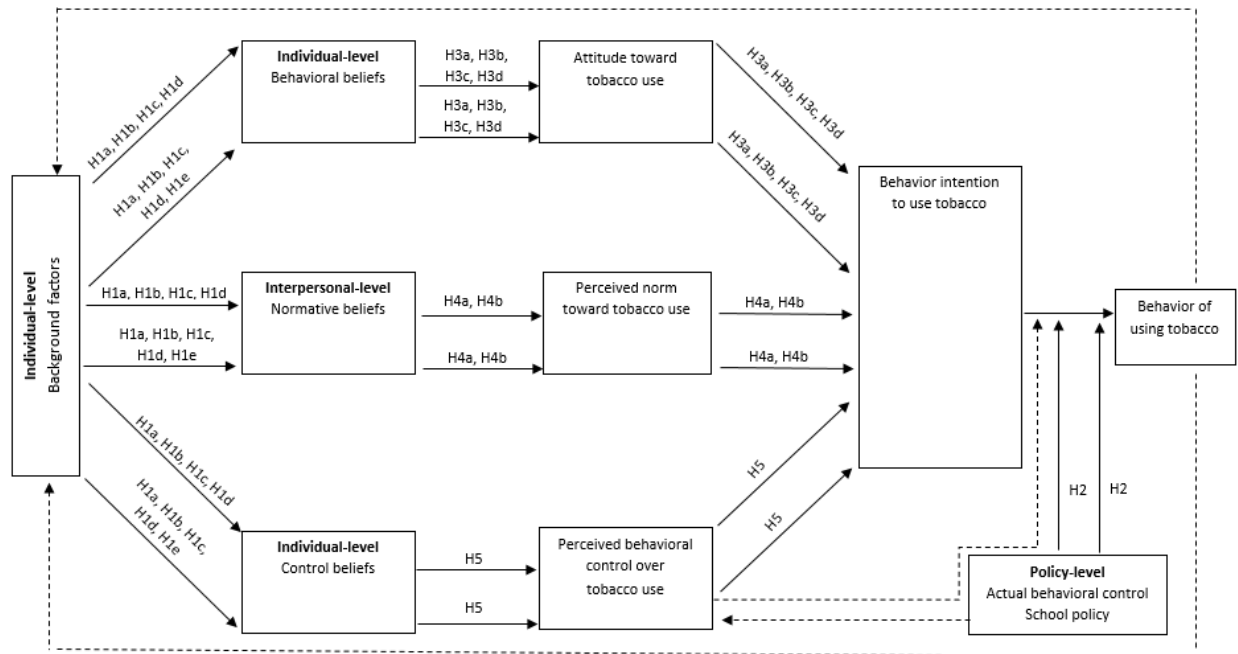 Individual-level
Background factors
H1a, H1b, H1c, H1d
H1a, H1b, H1c,
H1d, H1e
Individual-level
Behavioral beliefs
H3a, H3b,
H3c, H3d
H3a, H3b,
H3c, H3d
Attitude toward
tobacco use
H3a, H3b, H3c, H3d
H3a, H3b, H3c, H3d
H1a, H1b, H1c, H1d
H1a, H1b, H1c,
H1d, H1e
Interpersonal-level
Normative beliefs
H4a, H4b
H4a, H4b
Perceived norm
toward tobacco use
H4a, H4b
H4a, H4b
H1a, H1b, H1c, H1d
H1a, H1b, H1c,
H1d, H1e
Individual-level
Control beliefs
H5
H5
Perceived behavioral
control over
tobacco use
H5
H5
Behavior intention
to use tobacco
Behavior of
using tobacco
H2
H2
Policy-level
Actual behavioral control
School policy